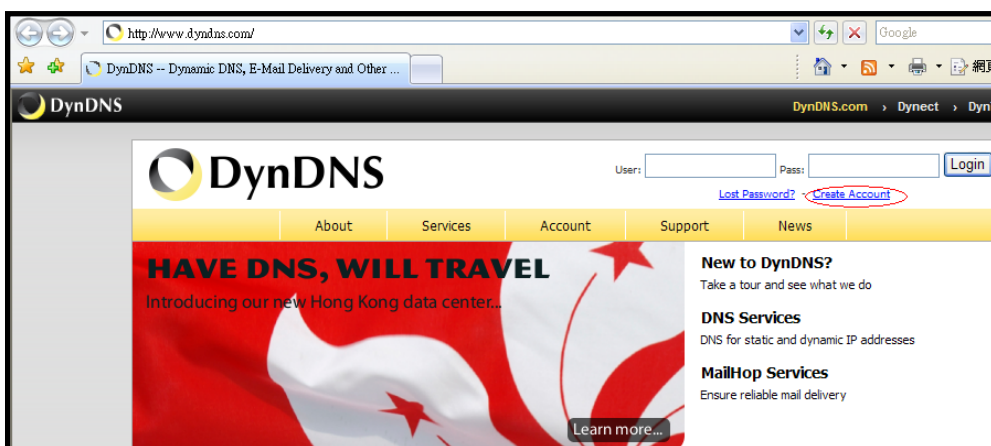 http://www.dyndns.com/
Google
DynDNS -- Dynamic DNS, E-Mail Delivery and Other ...
DynDNS
DynDNS.com › Dynect › Dyn
DynDNS
User:
Pass:
Login
Lost Password? - Create Account
About Services Account Support News
HAVE DNS, WILL TRAVEL
Introducing our new Hong Kong data center...
Learn more...
New to DynDNS?
Take a tour and see what we do
DNS Services
DNS for static and dynamic IP addresses
MailHop Services
Ensure reliable mail delivery